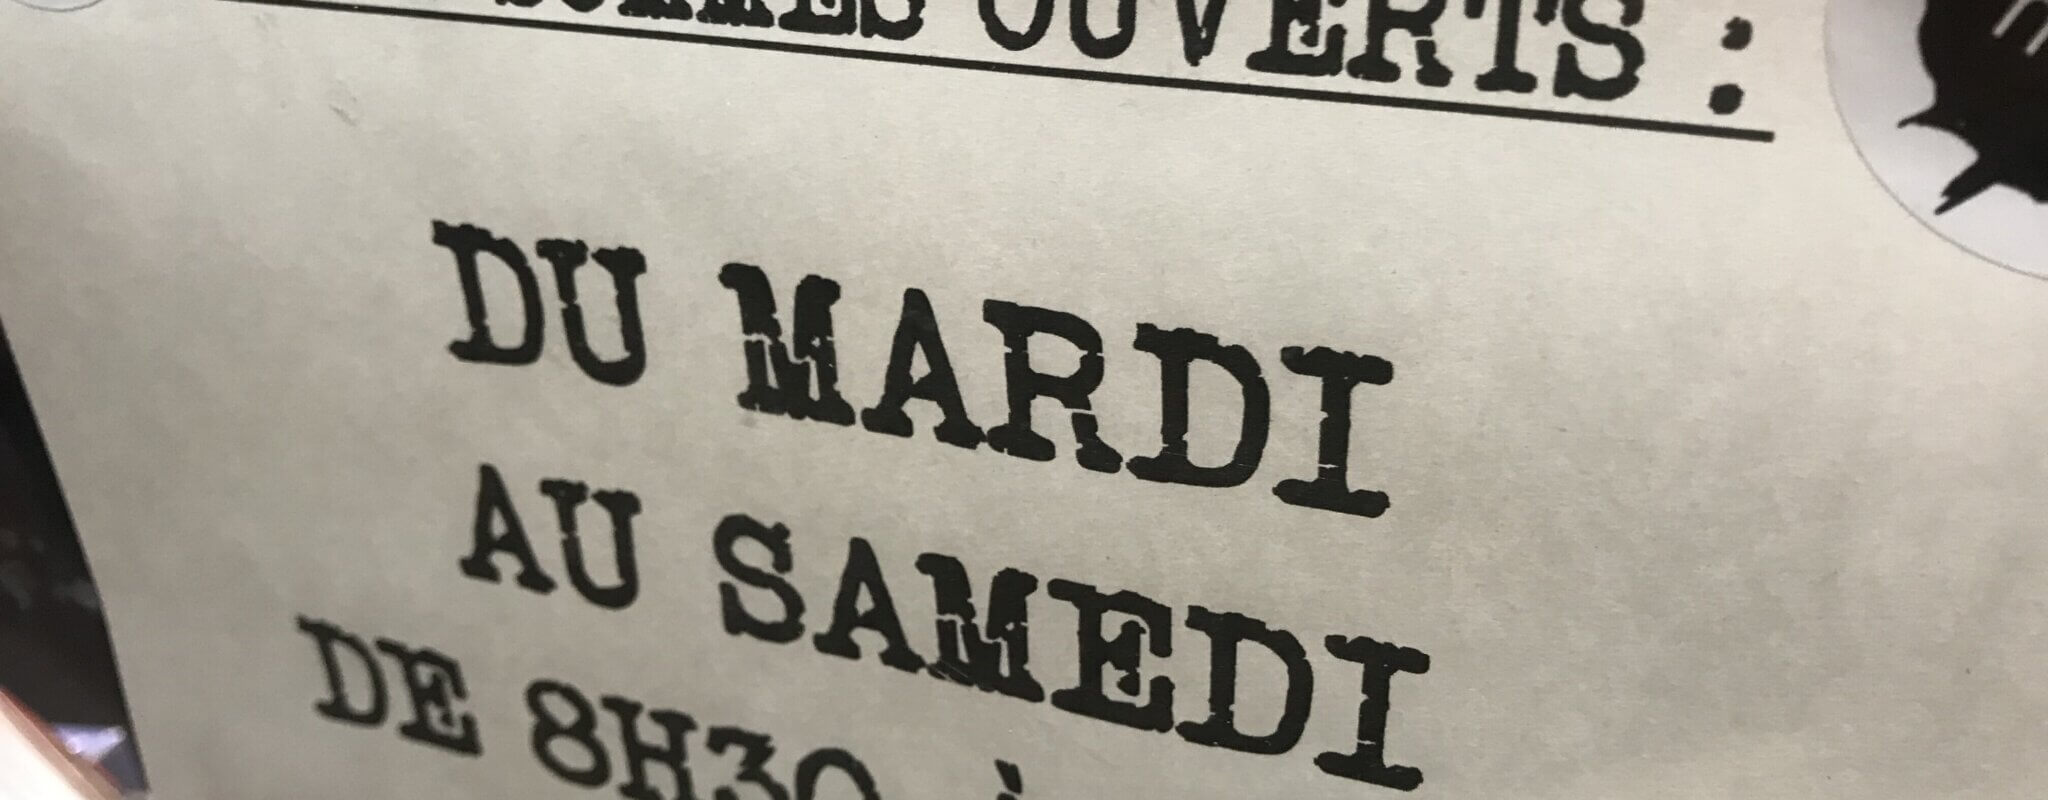 OUVERTS :
DU MARDI
AU SAMEDI
DE 8H30 à